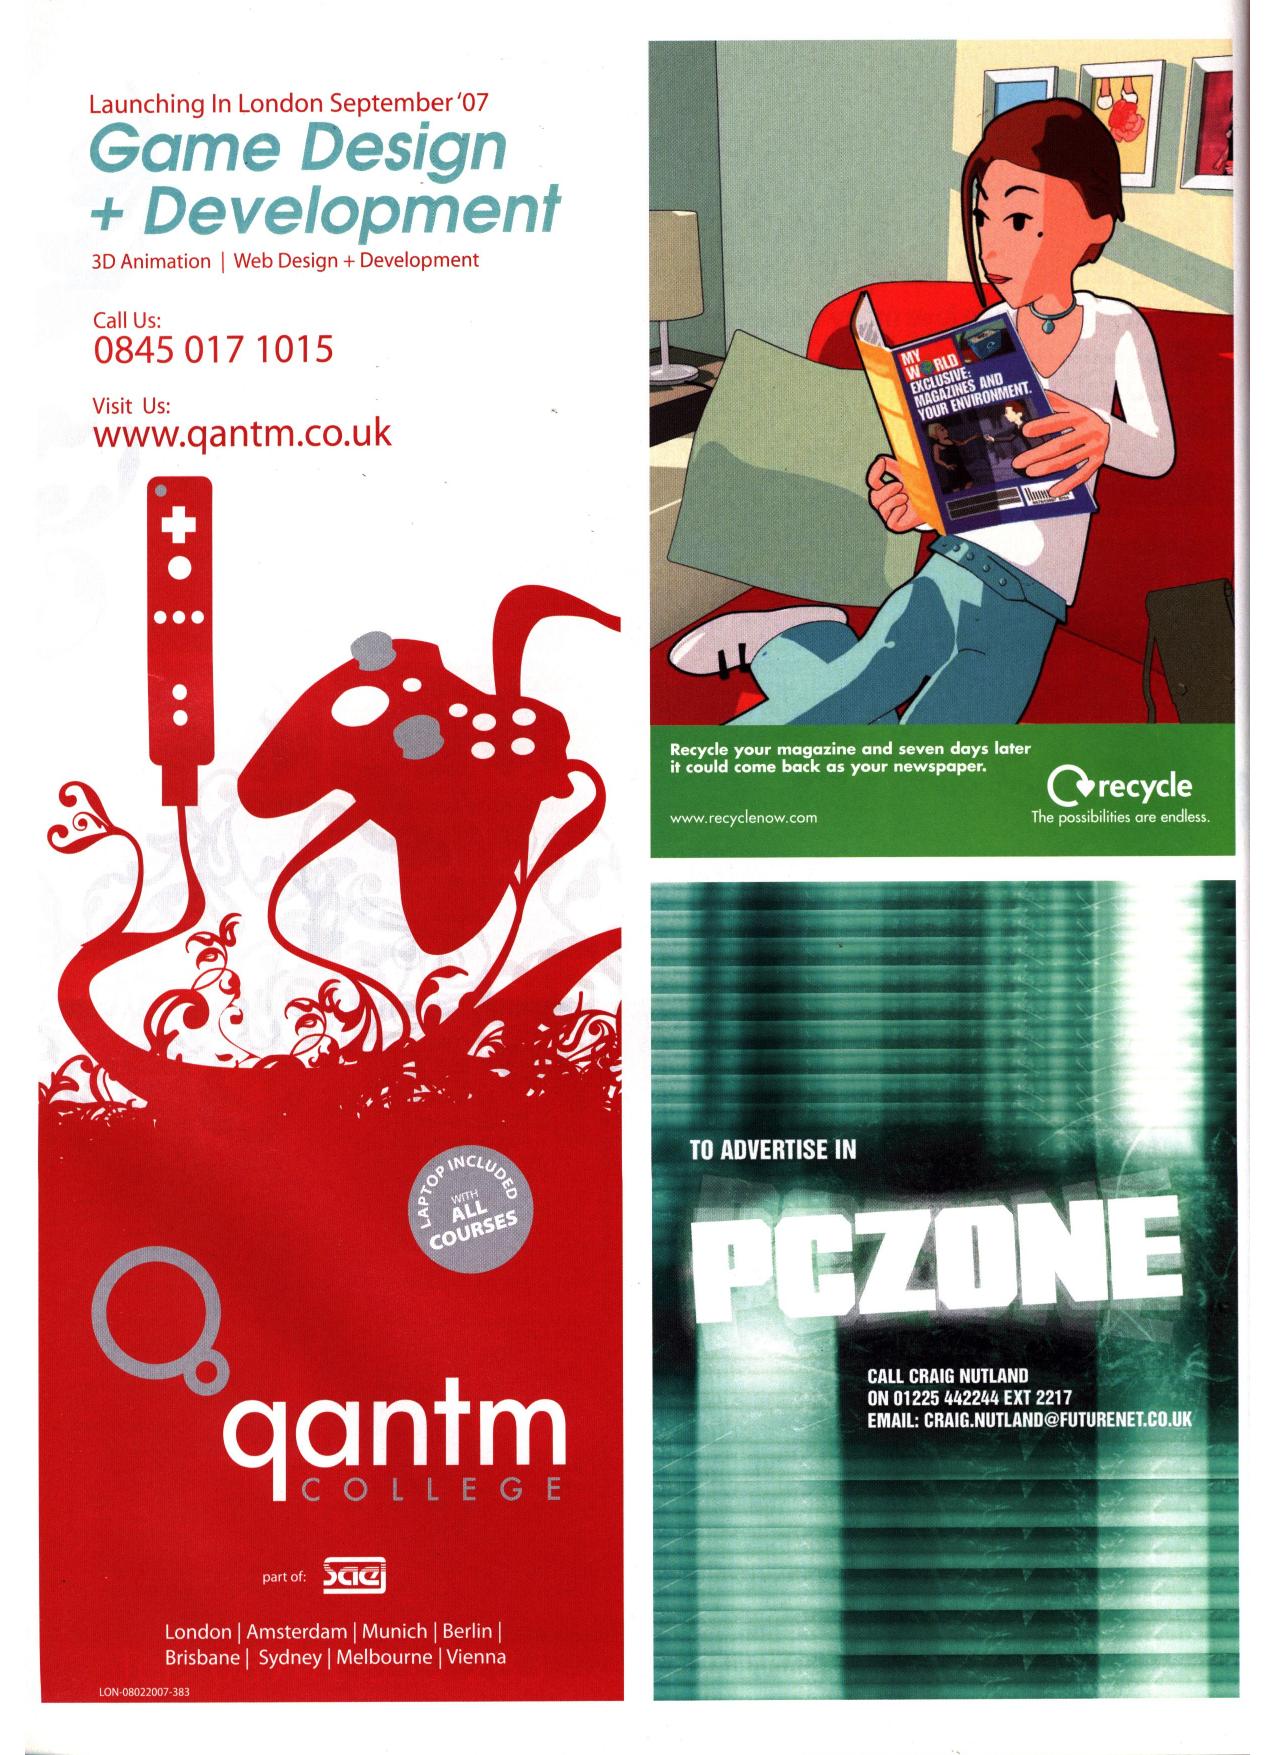 Launching In London September '07
Game Design
+ Development
3D Animation | Web Design + Development
Call Us:
0845 017 1015
Visit Us:
www.qantm.co.uk
LAPTOP INCLUDED
WITH
ALL
COURSES
qantm
COLLEGE
part of: sae
London | Amsterdam | Munich | Berlin |
Brisbane | Sydney | Melbourne | Vienna
LON-08022007-383
MY
WORLD
EXCLUSIVE:
MAGAZINES AND
YOUR ENVIRONMENT.
Recycle your magazine and seven days later
it could come back as your newspaper.
www.recyclenow.com
recycle
The possibilities are endless.
TO ADVERTISE IN
PCZONE
CALL CRAIG NUTLAND
ON 01225 442244 EXT 2217
EMAIL: CRAIG.NUTLAND@FUTURENET.CO.UK